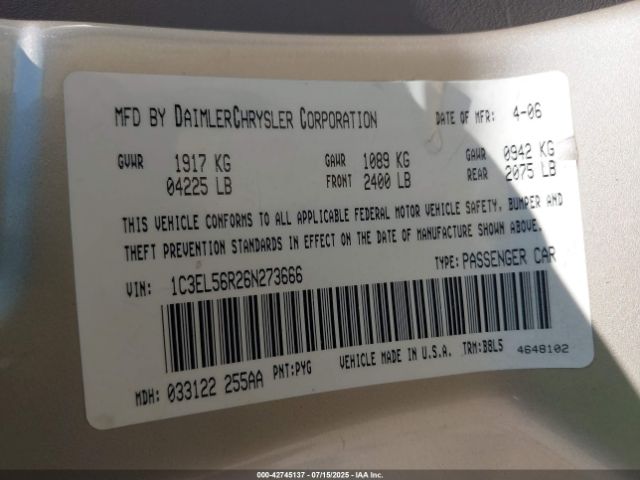 MFD BY DAIMLERCHRYSLER CORPORATION DATE OF MFR: 4-06
GVWR 1917 KG GAWR 1089 KG GAWR 0942 KG
04225 LB FRONT 2400 LB REAR 2075 LB
THIS VEHICLE CONFORMS TO ALL APPLICABLE FEDERAL MOTOR VEHICLE SAFETY, BUMPER AND
THEFT PREVENTION STANDARDS IN EFFECT ON THE DATE OF MANUFACTURE SHOWN ABOVE.
VIN: 1C3EL56R26N273666 TYPE: PASSENGER CAR
MDH: 033122 255AA PNT:PYG VEHICLE MADE IN U.S.A. TRM:B8L5 4648102
000-42745137 - 07/15/2025 - IAA Inc.